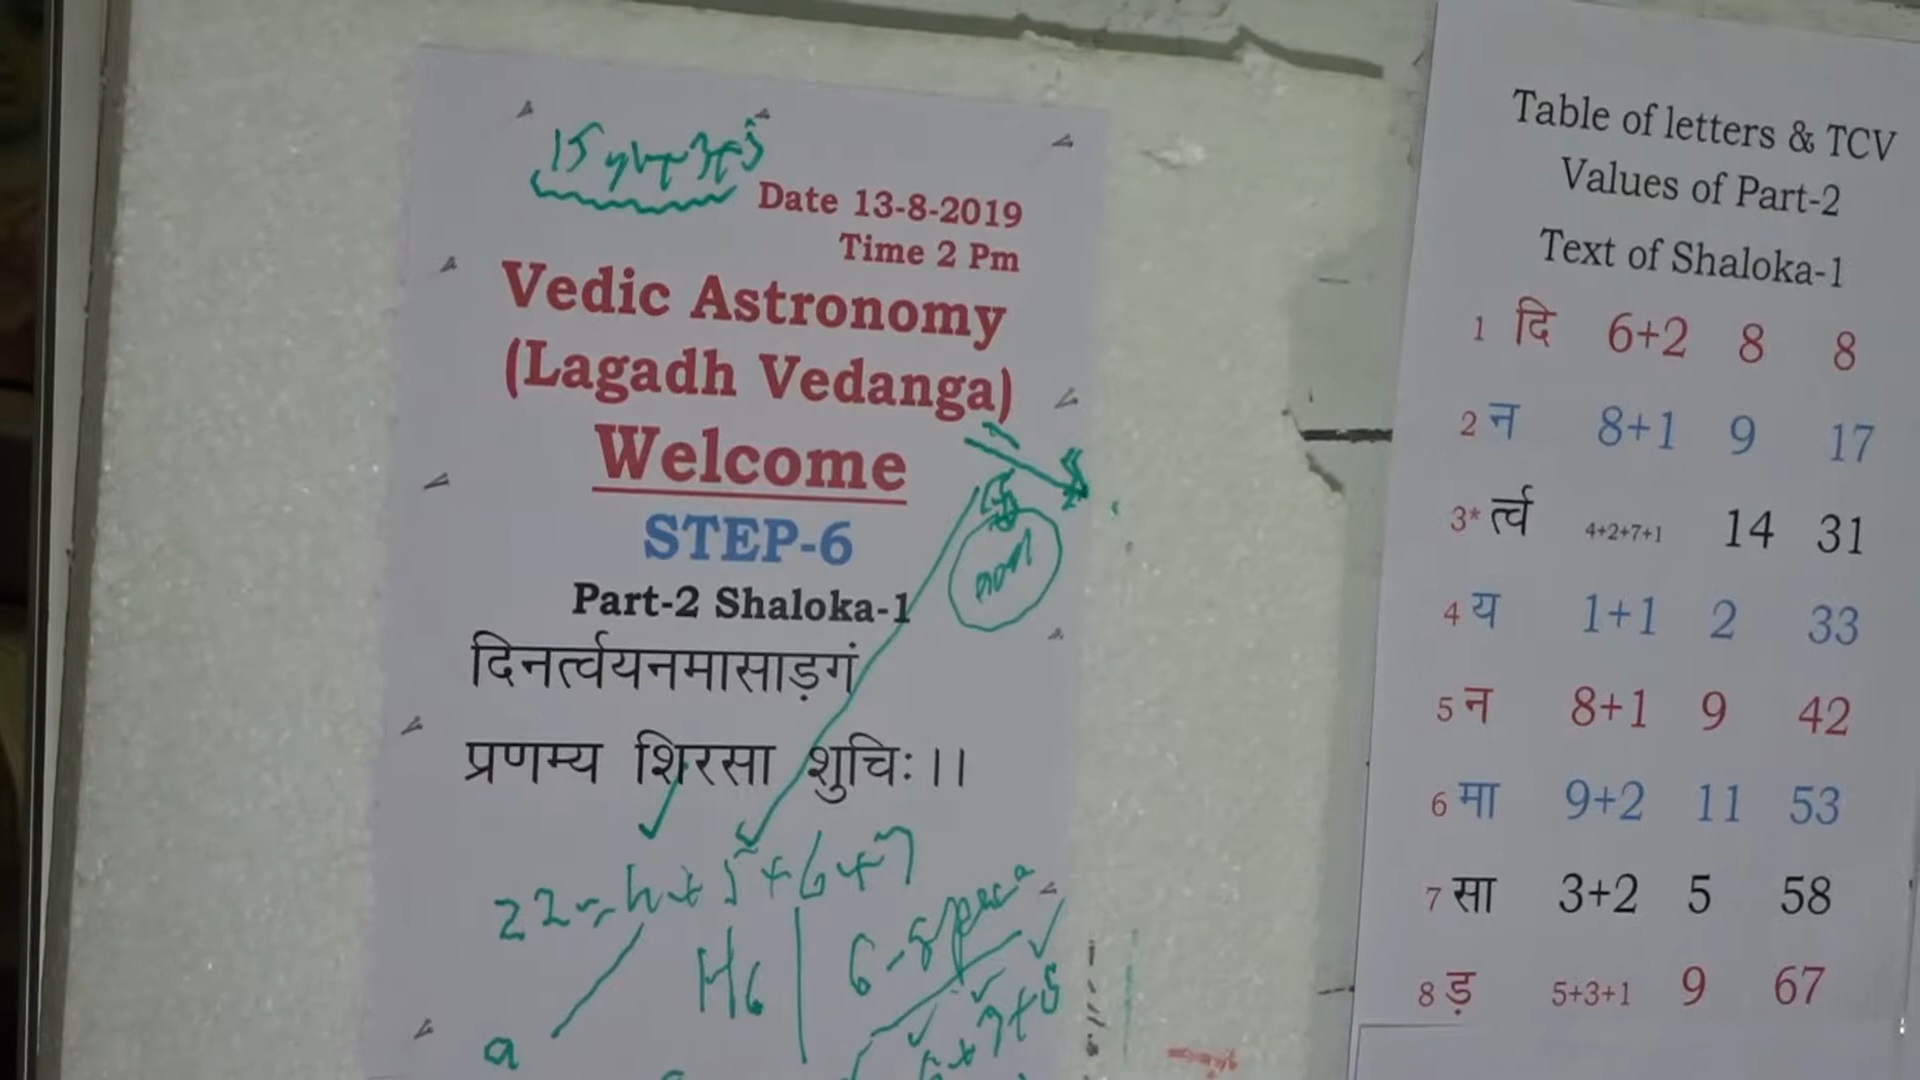 Date 13-8-2019
Time 2 Pm
Vedic Astronomy
(Lagadh Vedanga)
Welcome
STEP-6
Part-2 Shaloka-1
दिनर्त्वयनमासाड़गं
प्रणम्य शिरसा शुचिः।।
H6
a
Table of letters & TCV
Values of Part-2
Text of Shaloka-1
1 दि 6+2 8 8
2 न 8+1 9 17
3* र्त्व 4+2+7+1 14 31
4 य 1+1 2 33
5 न 8+1 9 42
6 मा 9+2 11 53
7 सा 3+2 5 58
8 ड़ 5+3+1 9 67